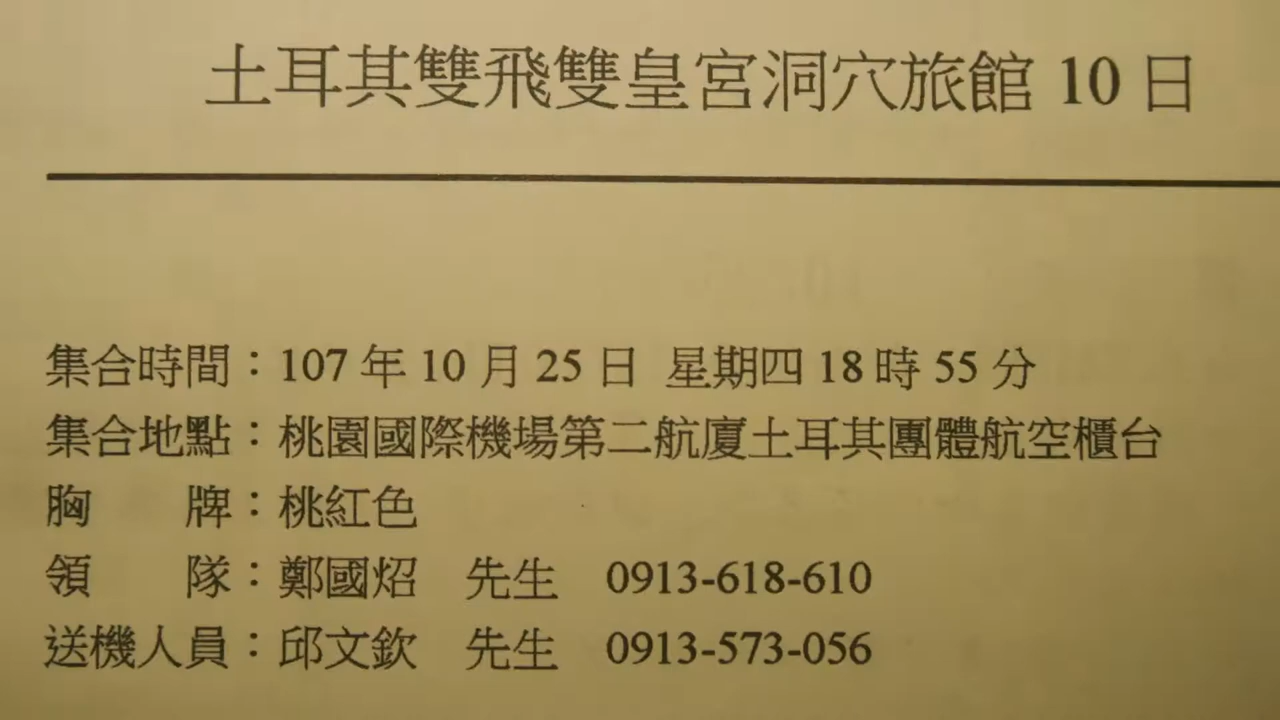 土耳其雙飛雙皇宮洞穴旅館 10 日
集合時間：107 年 10 月 25 日 星期四 18 時 55 分
集合地點：桃園國際機場第二航廈土耳其團體航空櫃台
胸　　牌：桃紅色
領　　隊：鄭國炤　先生　0913-618-610
送機人員：邱文欽　先生　0913-573-056